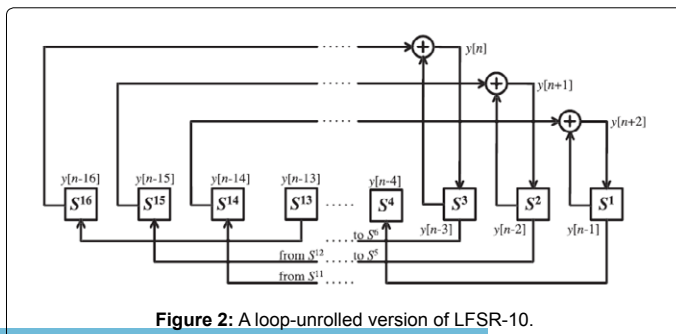 y[n]
y[n+1]
y[n+2]
y[n-16] y[n-15] y[n-14] y[n-13] y[n-4]
S¹⁶ S¹⁵ S¹⁴ S¹³ ..... S⁴ S³ S² S¹
y[n-3] y[n-2] y[n-1]
to S⁶
from S¹² ..... to S⁵
from S¹¹ .....
Figure 2: A loop-unrolled version of LFSR-10.